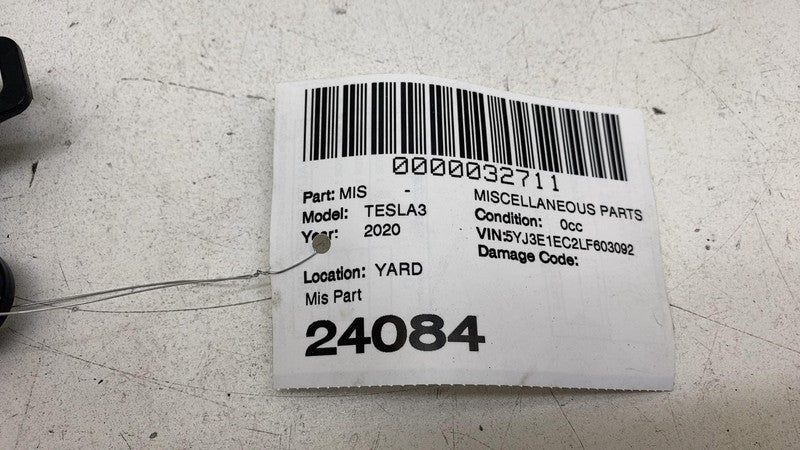 0000032711
Part: MIS - MISCELLANEOUS PARTS
Model: TESLA3 Condition: 0cc
Year: 2020 VIN:5YJ3E1EC2LF603092
Damage Code:
Location: YARD
Mis Part
24084